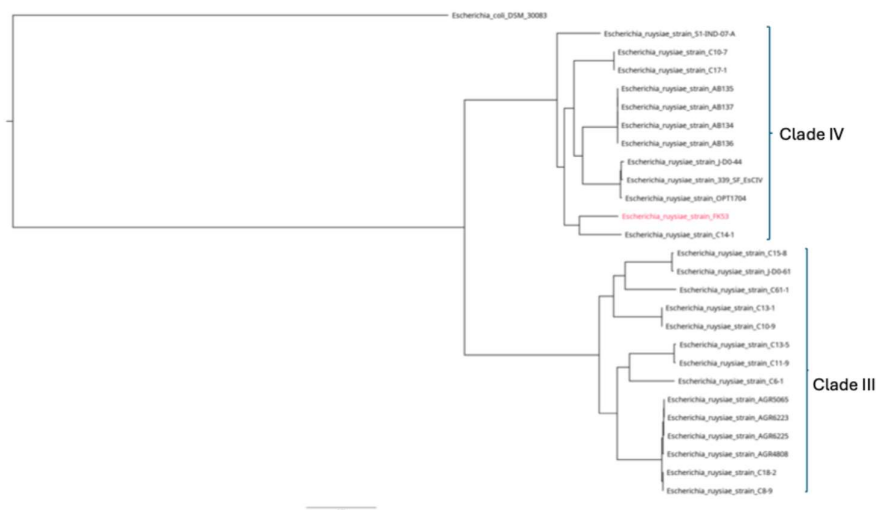 Escherichia_coli_DSM_30083
Escherichia_ruysiae_strain_S1-IND-07-A
Escherichia_ruysiae_strain_C10-7
Escherichia_ruysiae_strain_C17-1
Escherichia_ruysiae_strain_AB135
Escherichia_ruysiae_strain_AB137
Escherichia_ruysiae_strain_AB134
Escherichia_ruysiae_strain_AB136
Clade IV
Escherichia_ruysiae_strain_J-D0-44
Escherichia_ruysiae_strain_339_SF_EsCIV
Escherichia_ruysiae_strain_OPT1704
Escherichia_ruysiae_strain_FK53
Escherichia_ruysiae_strain_C14-1
Escherichia_ruysiae_strain_C15-8
Escherichia_ruysiae_strain_J-D0-61
Escherichia_ruysiae_strain_C61-1
Escherichia_ruysiae_strain_C13-1
Escherichia_ruysiae_strain_C10-9
Escherichia_ruysiae_strain_C13-5
Escherichia_ruysiae_strain_C11-9
Escherichia_ruysiae_strain_C6-1
Clade III
Escherichia_ruysiae_strain_AGR5065
Escherichia_ruysiae_strain_AGR6223
Escherichia_ruysiae_strain_AGR6225
Escherichia_ruysiae_strain_AGR4808
Escherichia_ruysiae_strain_C18-2
Escherichia_ruysiae_strain_C8-9